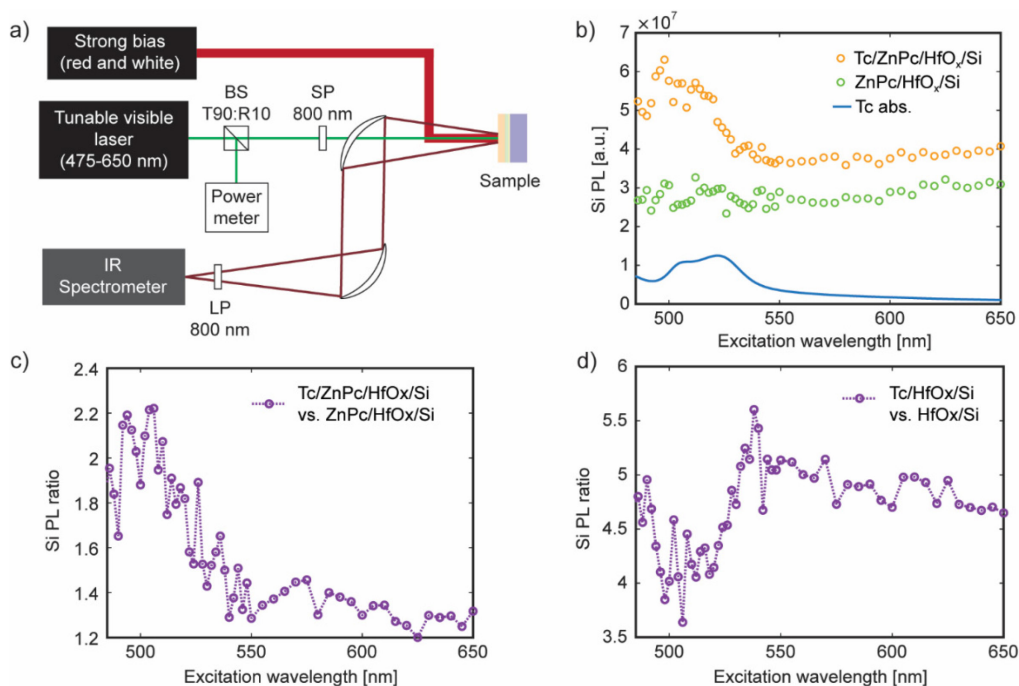 a)
Strong bias
(red and white)
Tunable visible
laser
(475-650 nm)
BS
T90:R10
SP
800 nm
Power
meter
Sample
IR
Spectrometer
LP
800 nm
b)
×10⁷
7
6
5
4
3
2
1
0
Si PL [a.u.]
Tc/ZnPc/HfOₓ/Si
ZnPc/HfOₓ/Si
Tc abs.
500
550
600
650
Excitation wavelength [nm]
c)
2.4
2.2
2
1.8
1.6
1.4
1.2
Si PL ratio
Tc/ZnPc/HfOx/Si
vs. ZnPc/HfOx/Si
500
550
600
650
Excitation wavelength [nm]
d)
6
5.5
5
4.5
4
3.5
Si PL ratio
Tc/HfOx/Si
vs. HfOx/Si
500
550
600
650
Excitation wavelength [nm]